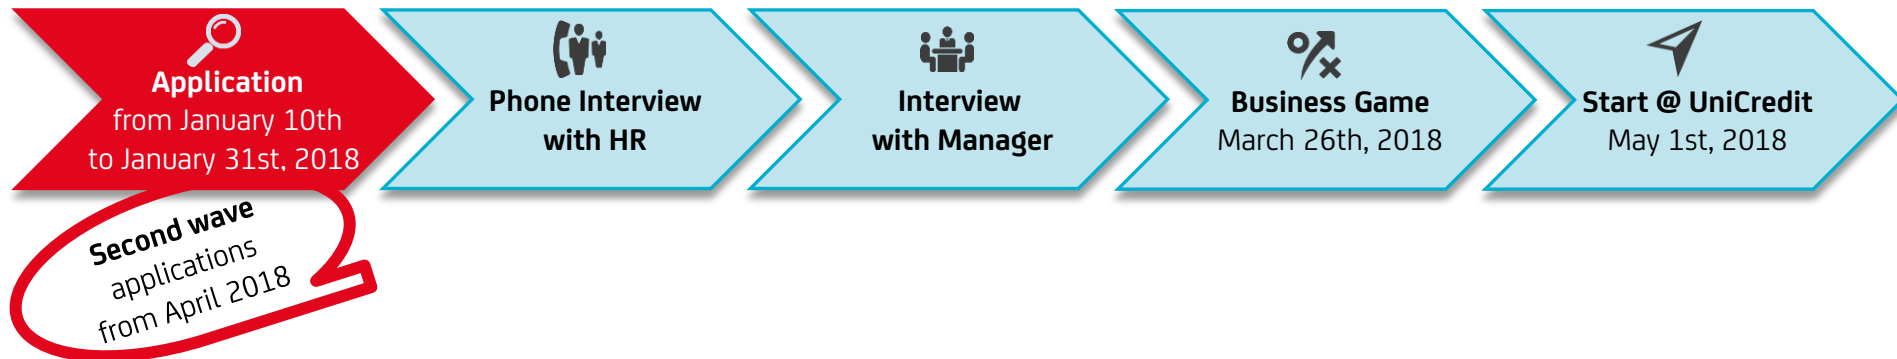 Application
from January 10th
to January 31st, 2018
Second wave
applications
from April 2018
Phone Interview
with HR
Interview
with Manager
Business Game
March 26th, 2018
Start @ UniCredit
May 1st, 2018